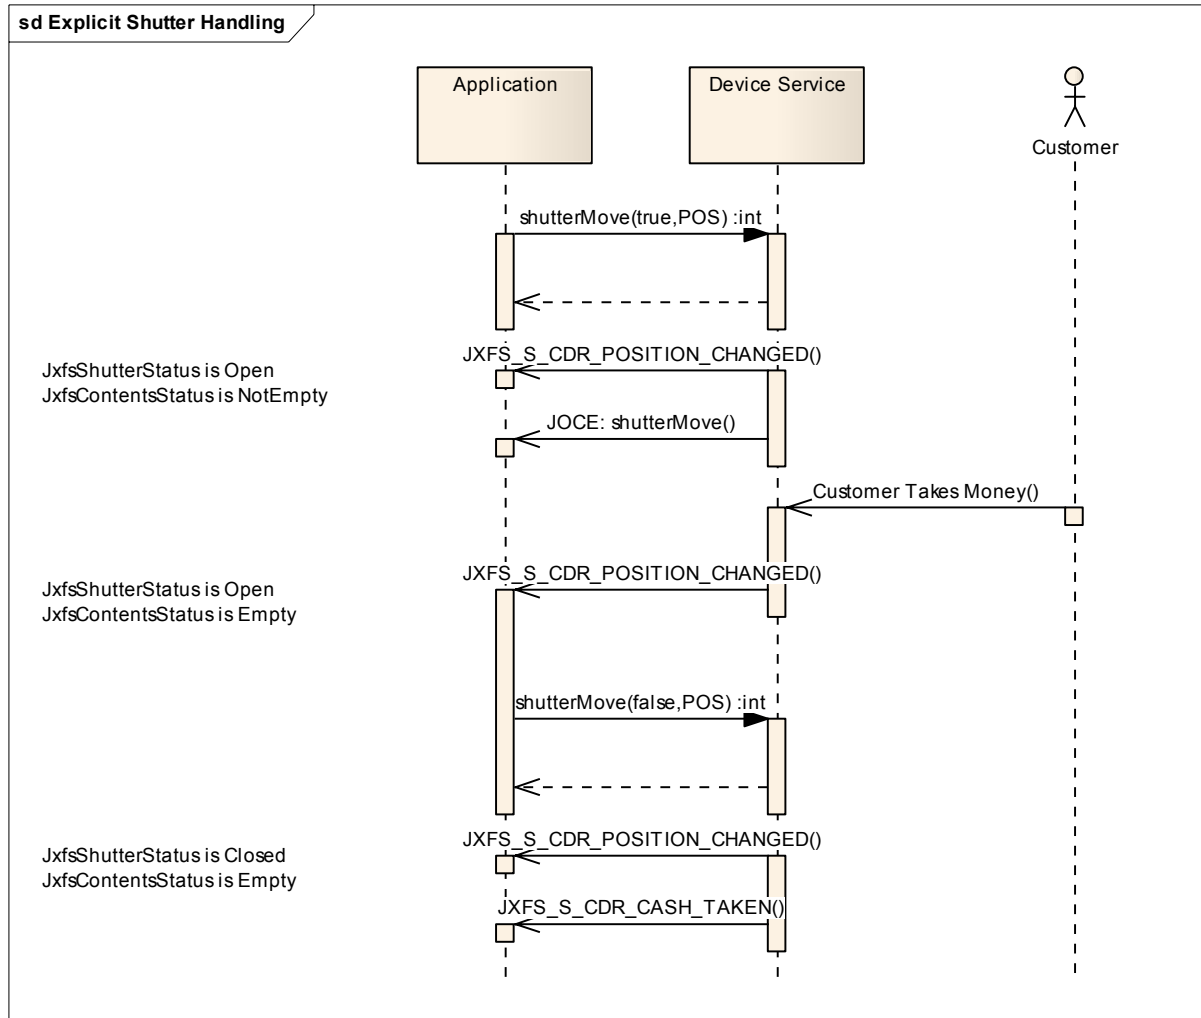 sd Explicit Shutter Handling
Application
Device Service
Customer
shutterMove(true,POS) :int
JXFS_S_CDR_POSITION_CHANGED()
JxfsShutterStatus is Open
JxfsContentsStatus is NotEmpty
JOCE: shutterMove()
Customer Takes Money()
JXFS_S_CDR_POSITION_CHANGED()
JxfsShutterStatus is Open
JxfsContentsStatus is Empty
shutterMove(false,POS) :int
JXFS_S_CDR_POSITION_CHANGED()
JxfsShutterStatus is Closed
JxfsContentsStatus is Empty
JXFS_S_CDR_CASH_TAKEN()